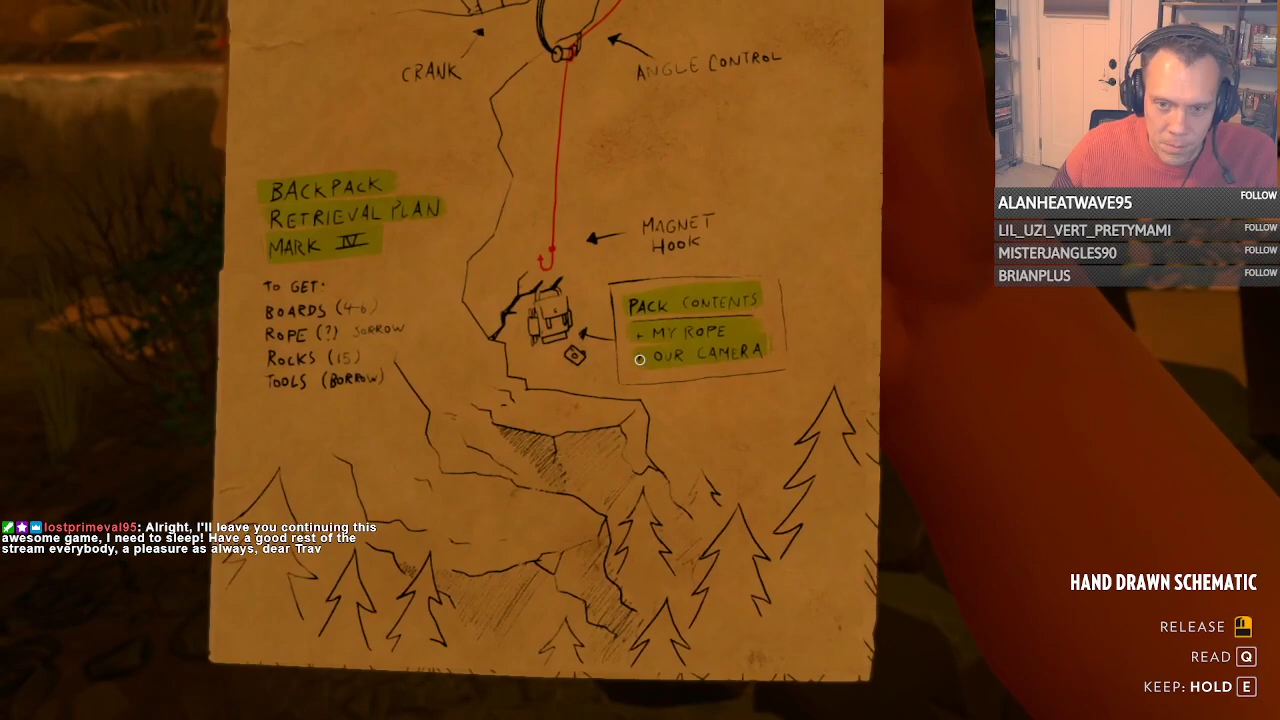 CRANK
ANGLE CONTROL
BACKPACK
RETRIEVAL PLAN
MARK IV
MAGNET
HOOK
TO GET:
BOARDS (4-6)
ROPE (?) SORROW
ROCKS (15)
TOOLS (BORROW)
PACK CONTENTS
- MY ROPE
OUR CAMERA
ALANHEATWAVE95 FOLLOW
LIL_UZI_VERT_PRETYMAMI FOLLOW
MISTERJANGLES90 FOLLOW
BRIANPLUS FOLLOW
lostprimeval95: Alright, I'll leave you continuing this
awesome game, I need to sleep! Have a good rest of the
stream everybody, a pleasure as always, dear Trav
HAND DRAWN SCHEMATIC
RELEASE
READ Q
KEEP: HOLD E